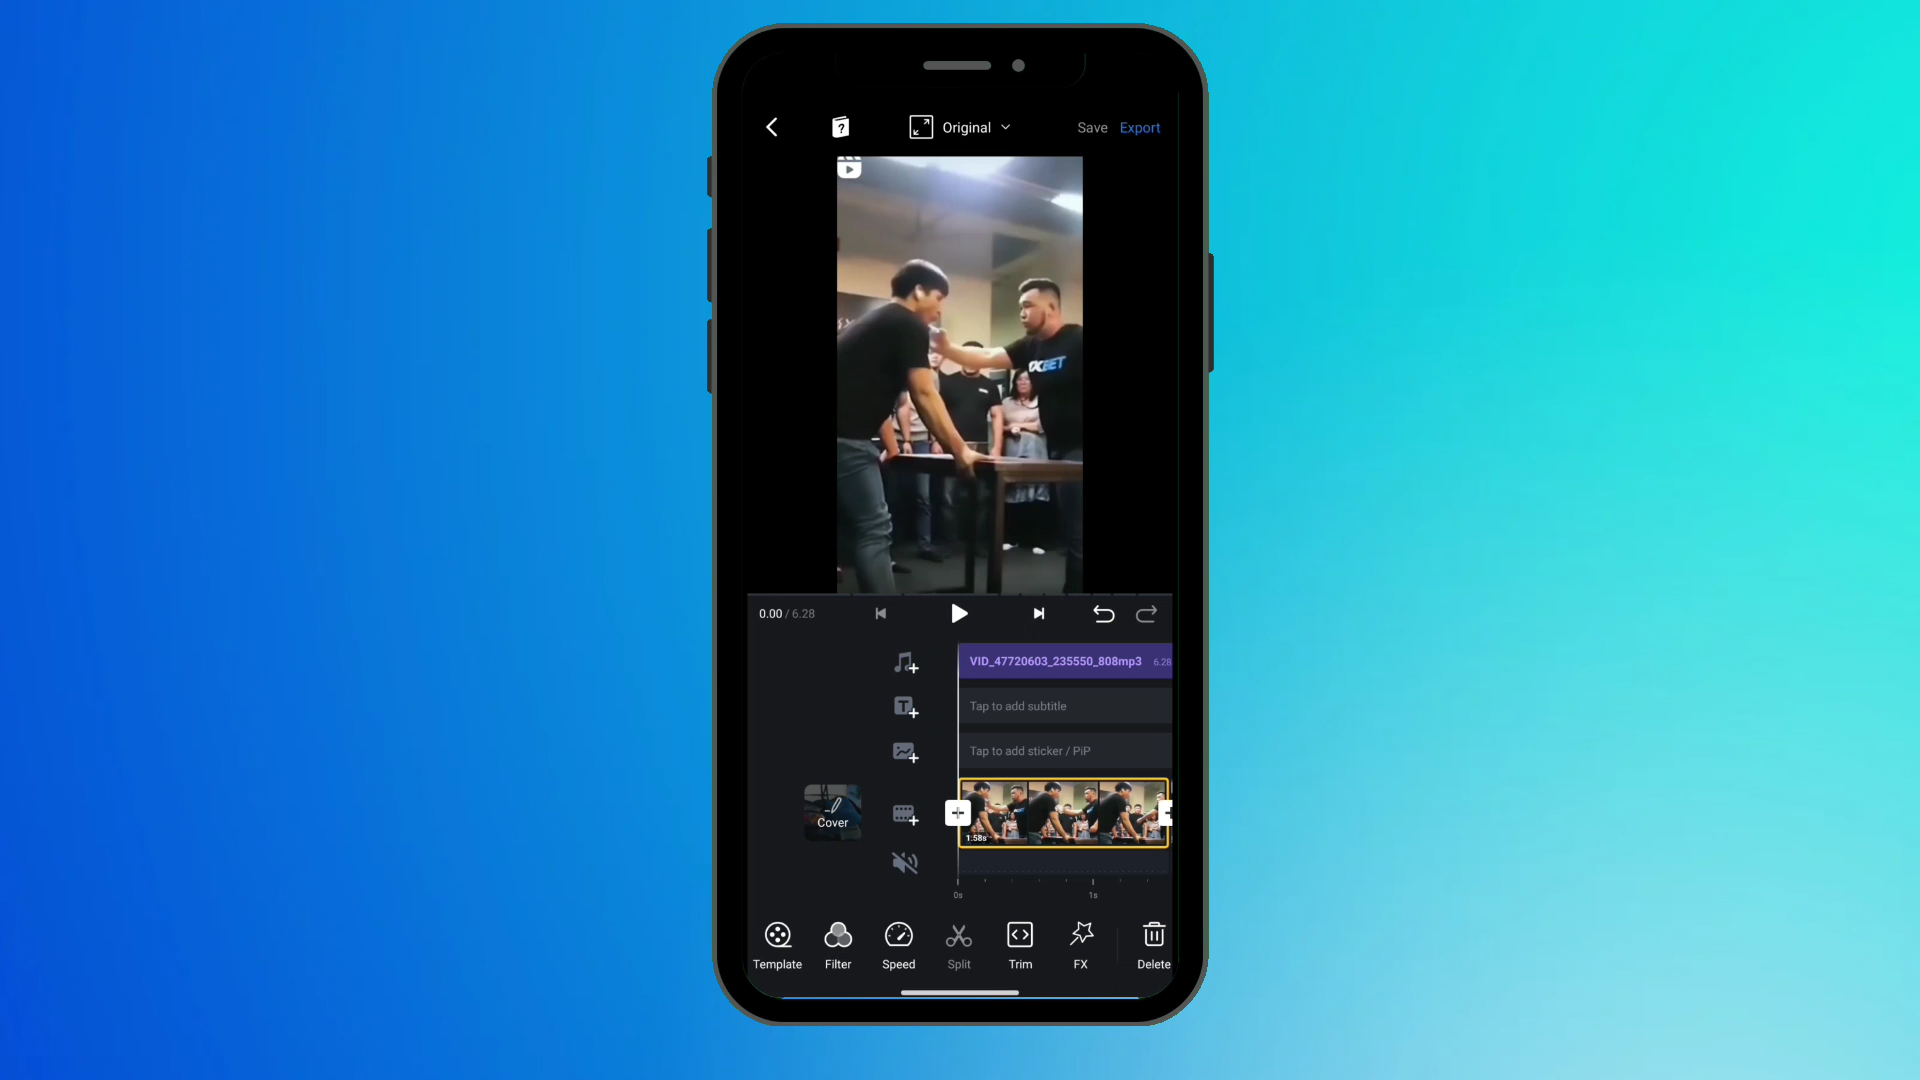 Original
Save Export
XBET
0.00 / 6.28
VID_47720603_235550_808mp3 6.28
Tap to add subtitle
Tap to add sticker / PiP
Cover
1:58s
0s 1s
Template Filter Speed Split Trim FX Delete